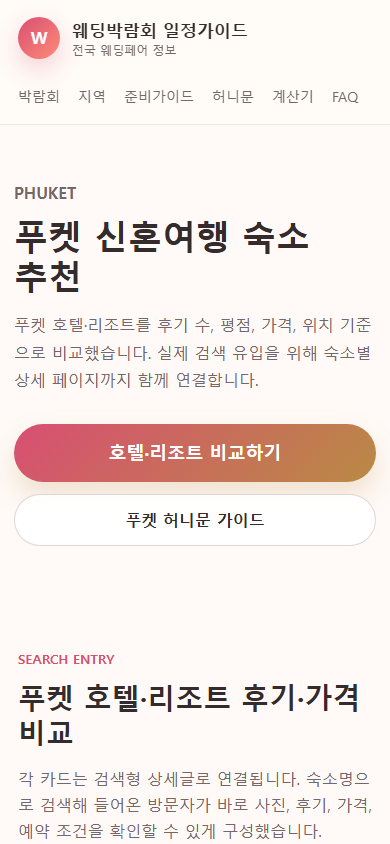 W
웨딩박람회 일정가이드
전국 웨딩페어 정보
박람회 지역 준비가이드 허니문 계산기 FAQ
PHUKET
푸켓 신혼여행 숙소
추천
푸켓 호텔·리조트를 후기 수, 평점, 가격, 위치 기준
으로 비교했습니다. 실제 검색 유입을 위해 숙소별
상세 페이지까지 함께 연결합니다.
호텔·리조트 비교하기
푸켓 허니문 가이드
SEARCH ENTRY
푸켓 호텔·리조트 후기·가격
비교
각 카드는 검색형 상세글로 연결됩니다. 숙소명으
로 검색해 들어온 방문자가 바로 사진, 후기, 가격,
예약 조건을 확인할 수 있게 구성했습니다.